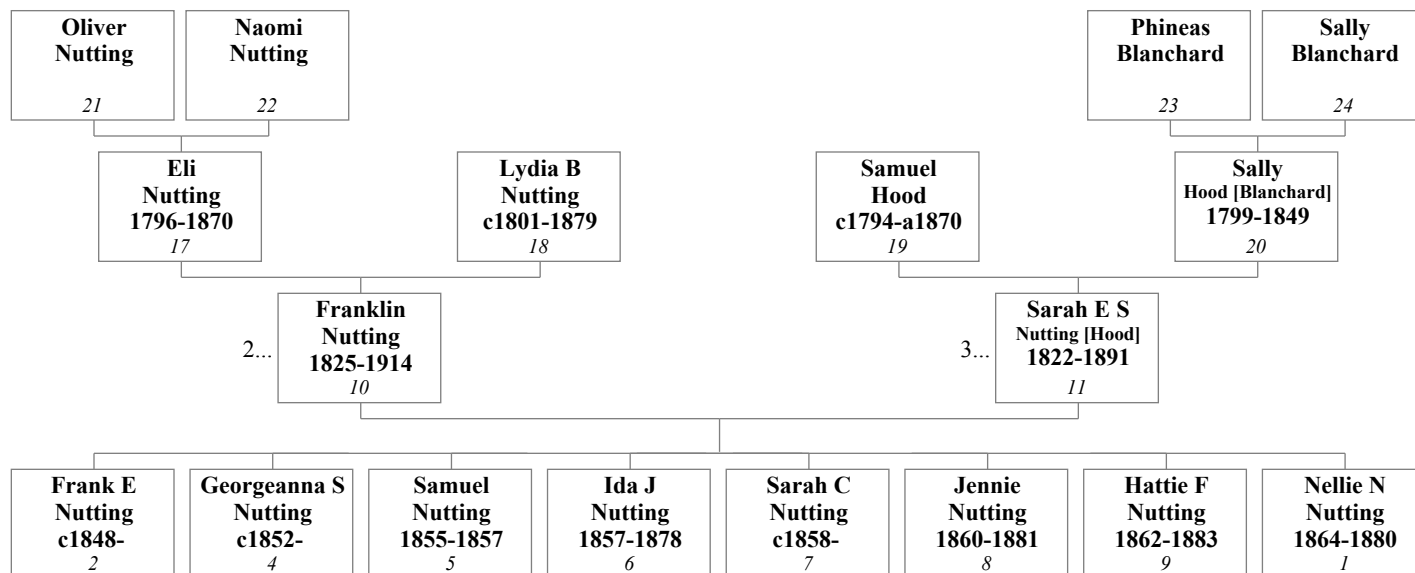 Oliver
Nutting
21
Naomi
Nutting
22
Phineas
Blanchard
23
Sally
Blanchard
24
Eli
Nutting
1796-1870
17
Lydia B
Nutting
c1801-1879
18
Samuel
Hood
c1794-a1870
19
Sally
Hood [Blanchard]
1799-1849
20
2...
Franklin
Nutting
1825-1914
10
3...
Sarah E S
Nutting [Hood]
1822-1891
11
Frank E
Nutting
c1848-
2
Georgeanna S
Nutting
c1852-
4
Samuel
Nutting
1855-1857
5
Ida J
Nutting
1857-1878
6
Sarah C
Nutting
c1858-
7
Jennie
Nutting
1860-1881
8
Hattie F
Nutting
1862-1883
9
Nellie N
Nutting
1864-1880
1